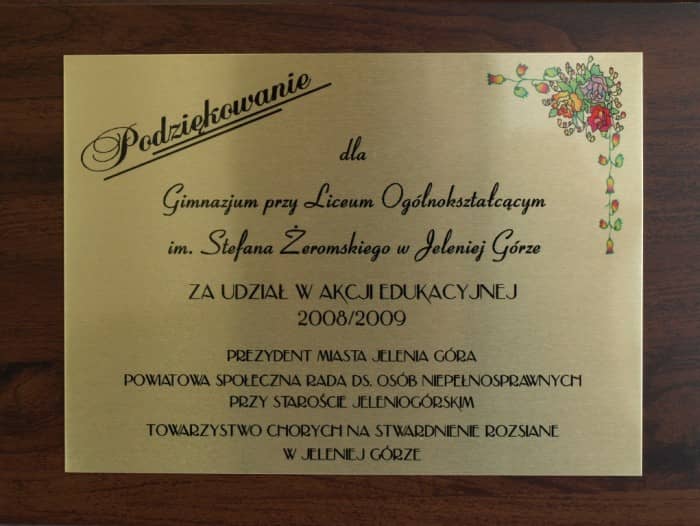 Podziękowanie
dla
Gimnazjum przy Liceum Ogólnokształcącym
im. Stefana Żeromskiego w Jeleniej Górze
ZA UDZIAŁ W AKCJI EDUKACYJNEJ
2008/2009
PREZYDENT MIASTA JELENIA GÓRA
POWIATOWA SPOŁECZNA RADA DS. OSÓB NIEPEŁNOSPRAWNYCH
PRZY STAROŚCIE JELENIOGÓRSKIM
TOWARZYSTWO CHORYCH NA STWARDNIENIE ROZSIANE
W JELENIEJ GÓRZE